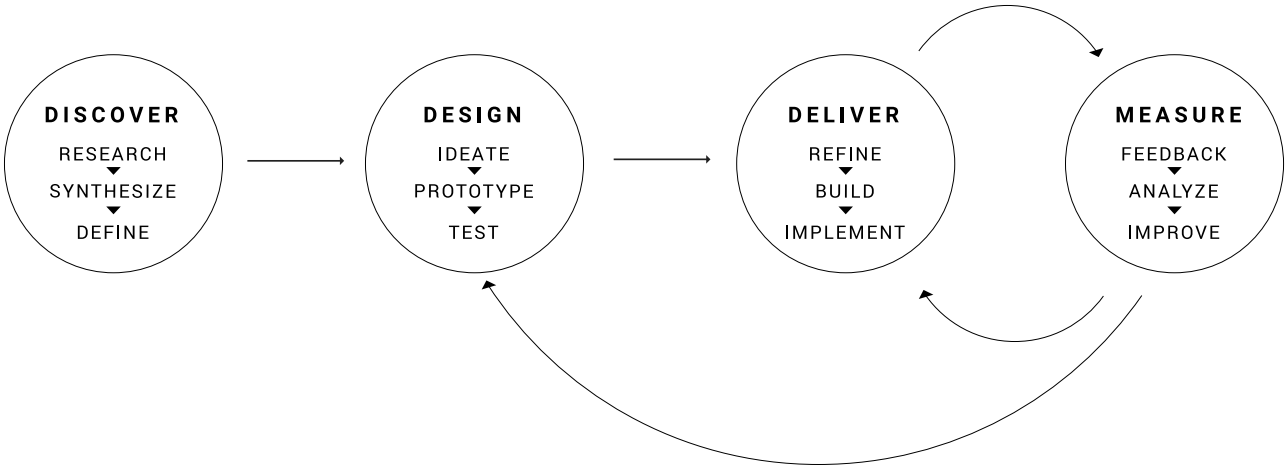 DISCOVER
RESEARCH
SYNTHESIZE
DEFINE
DESIGN
IDEATE
PROTOTYPE
TEST
DELIVER
REFINE
BUILD
IMPLEMENT
MEASURE
FEEDBACK
ANALYZE
IMPROVE